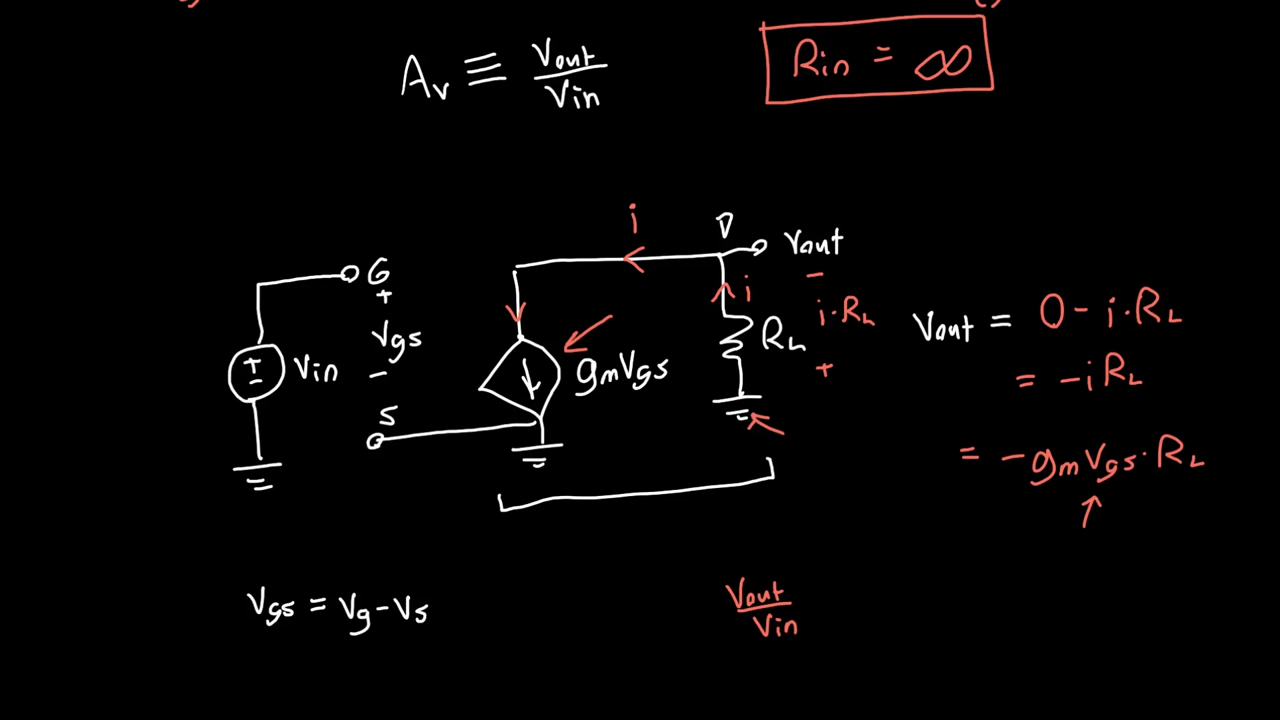 Av ≡ Vout/Vin
Rin = ∞
i
D
Vout
G
+
Vgs
-
S
+
-
Vin
gmVgs
i
RL
-
i·RL
+
Vout = 0 - i·RL
= -iRL
= -gmVgs·RL
Vgs = Vg-Vs
Vout/Vin